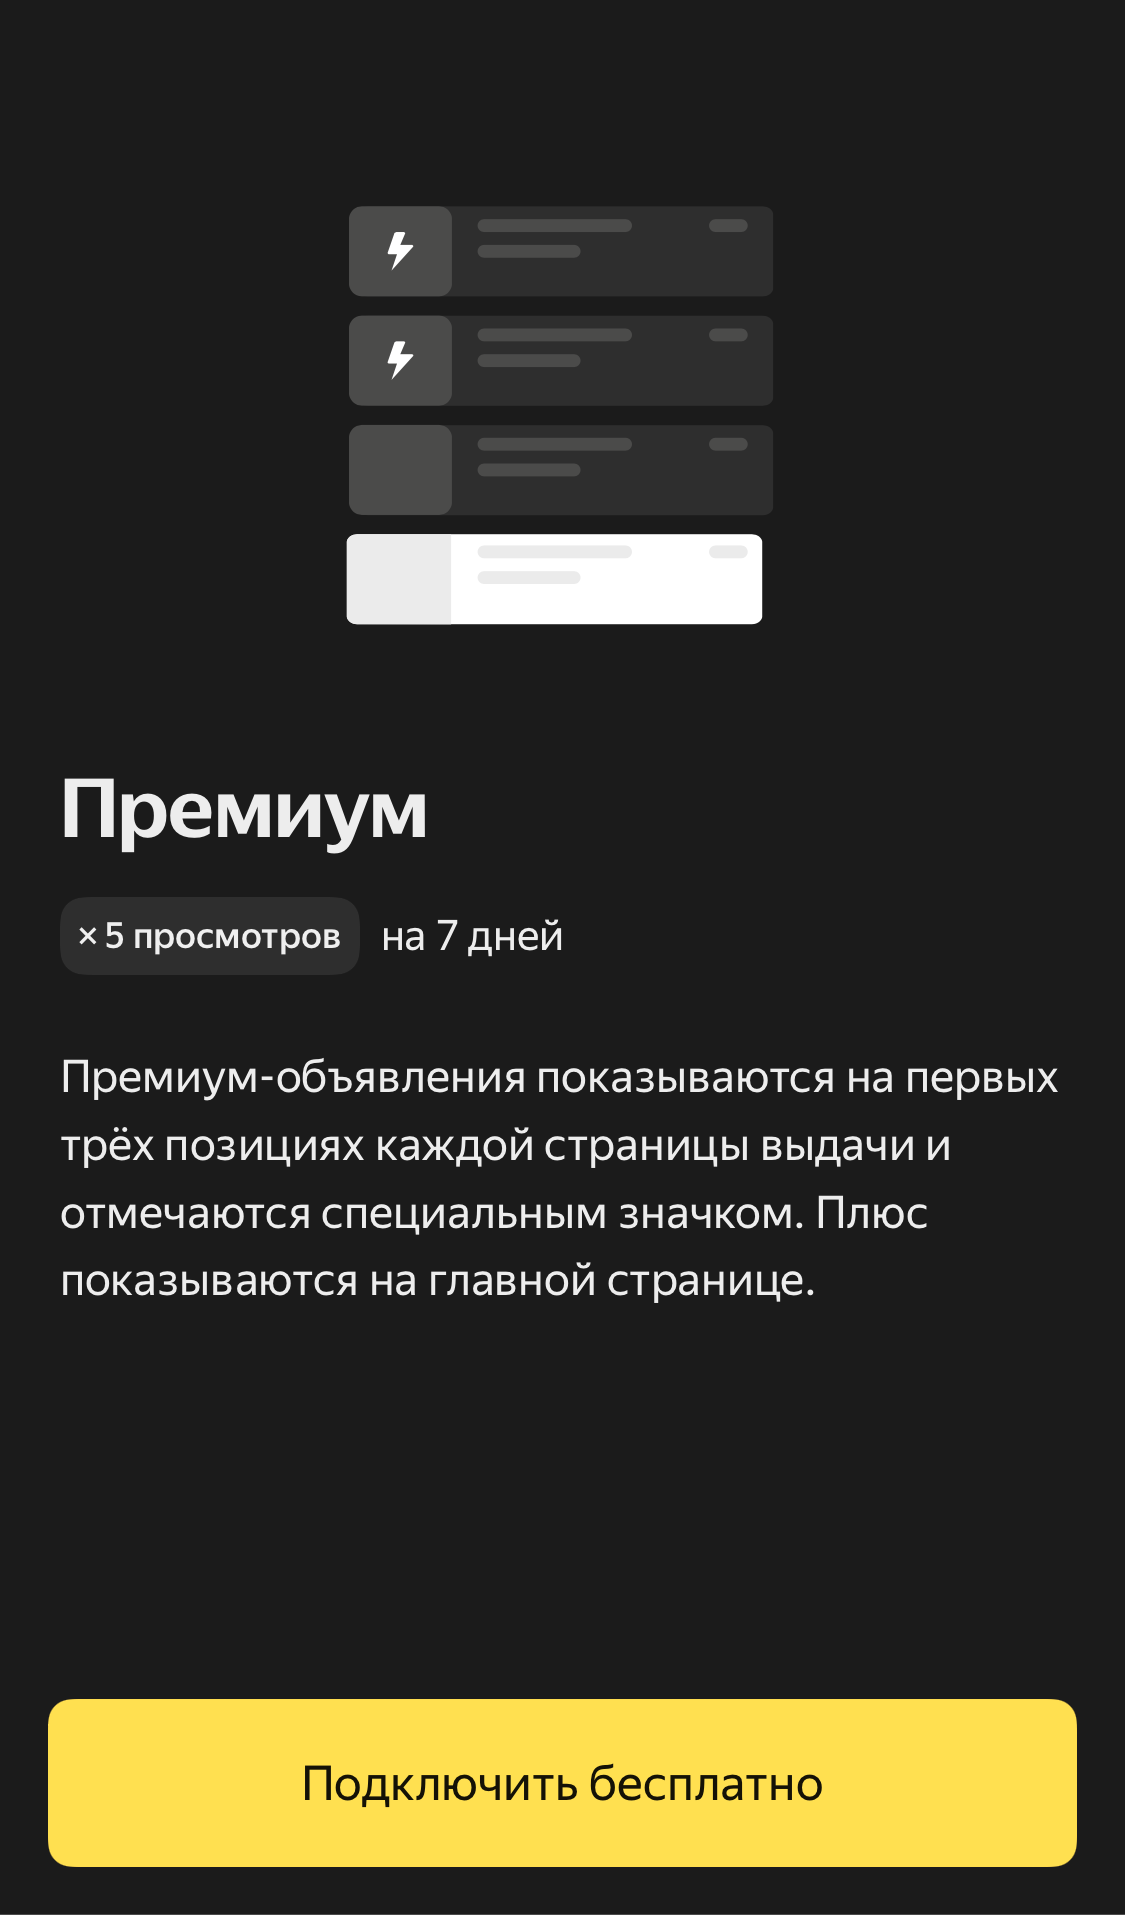 Премиум
× 5 просмотров на 7 дней
Премиум-объявления показываются на первых
трёх позициях каждой страницы выдачи и
отмечаются специальным значком. Плюс
показываются на главной странице.
Подключить бесплатно